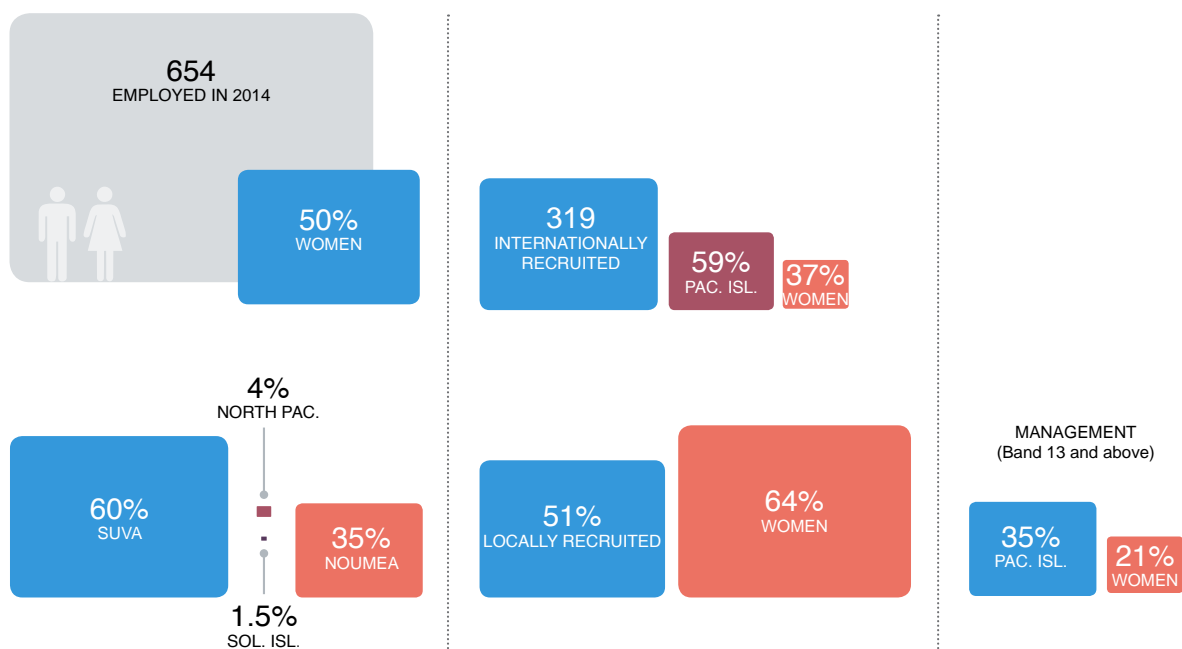 654
EMPLOYED IN 2014
50%
WOMEN
4%
NORTH PAC.
60%
SUVA
35%
NOUMEA
1.5%
SOL. ISL.
319
INTERNATIONALLY
RECRUITED
59%
PAC. ISL.
37%
WOMEN
51%
LOCALLY RECRUITED
64%
WOMEN
MANAGEMENT
(Band 13 and above)
35%
PAC. ISL.
21%
WOMEN